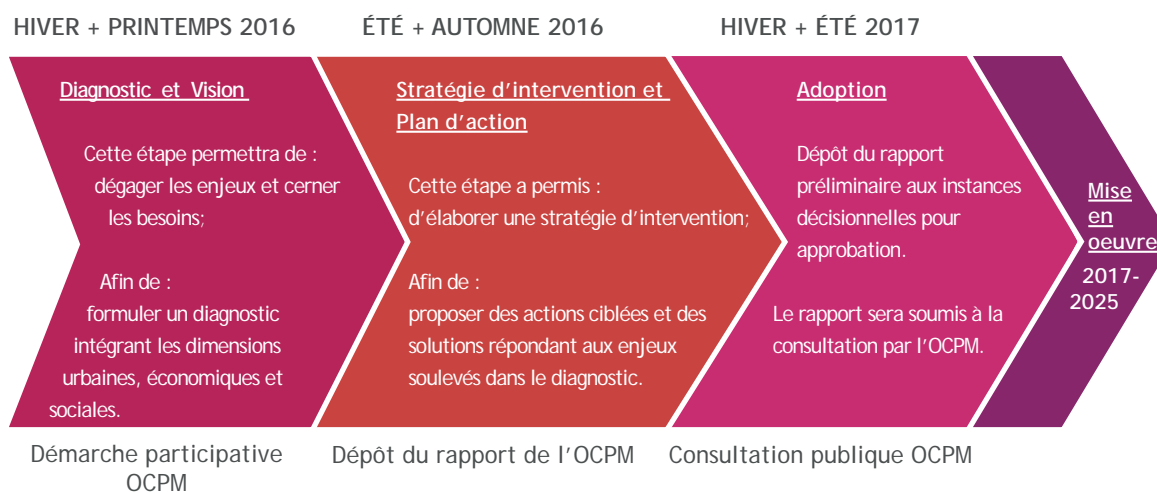 HIVER + PRINTEMPS 2016
ÉTÉ + AUTOMNE 2016
HIVER + ÉTÉ 2017
Diagnostic et Vision
Cette étape permettra de :
dégager les enjeux et cerner
les besoins;
Afin de :
formuler un diagnostic
intégrant les dimensions
urbaines, économiques et
sociales.
Stratégie d'intervention et
Plan d'action
Cette étape a permis :
d'élaborer une stratégie d'intervention;
Afin de :
proposer des actions ciblées et des
solutions répondant aux enjeux
soulevés dans le diagnostic.
Adoption
Dépôt du rapport
préliminaire aux instances
décisionnelles pour
approbation.
Le rapport sera soumis à la
consultation par l'OCPM.
Mise
en
oeuvre
2017-
2025
Démarche participative
OCPM
Dépôt du rapport de l'OCPM
Consultation publique OCPM